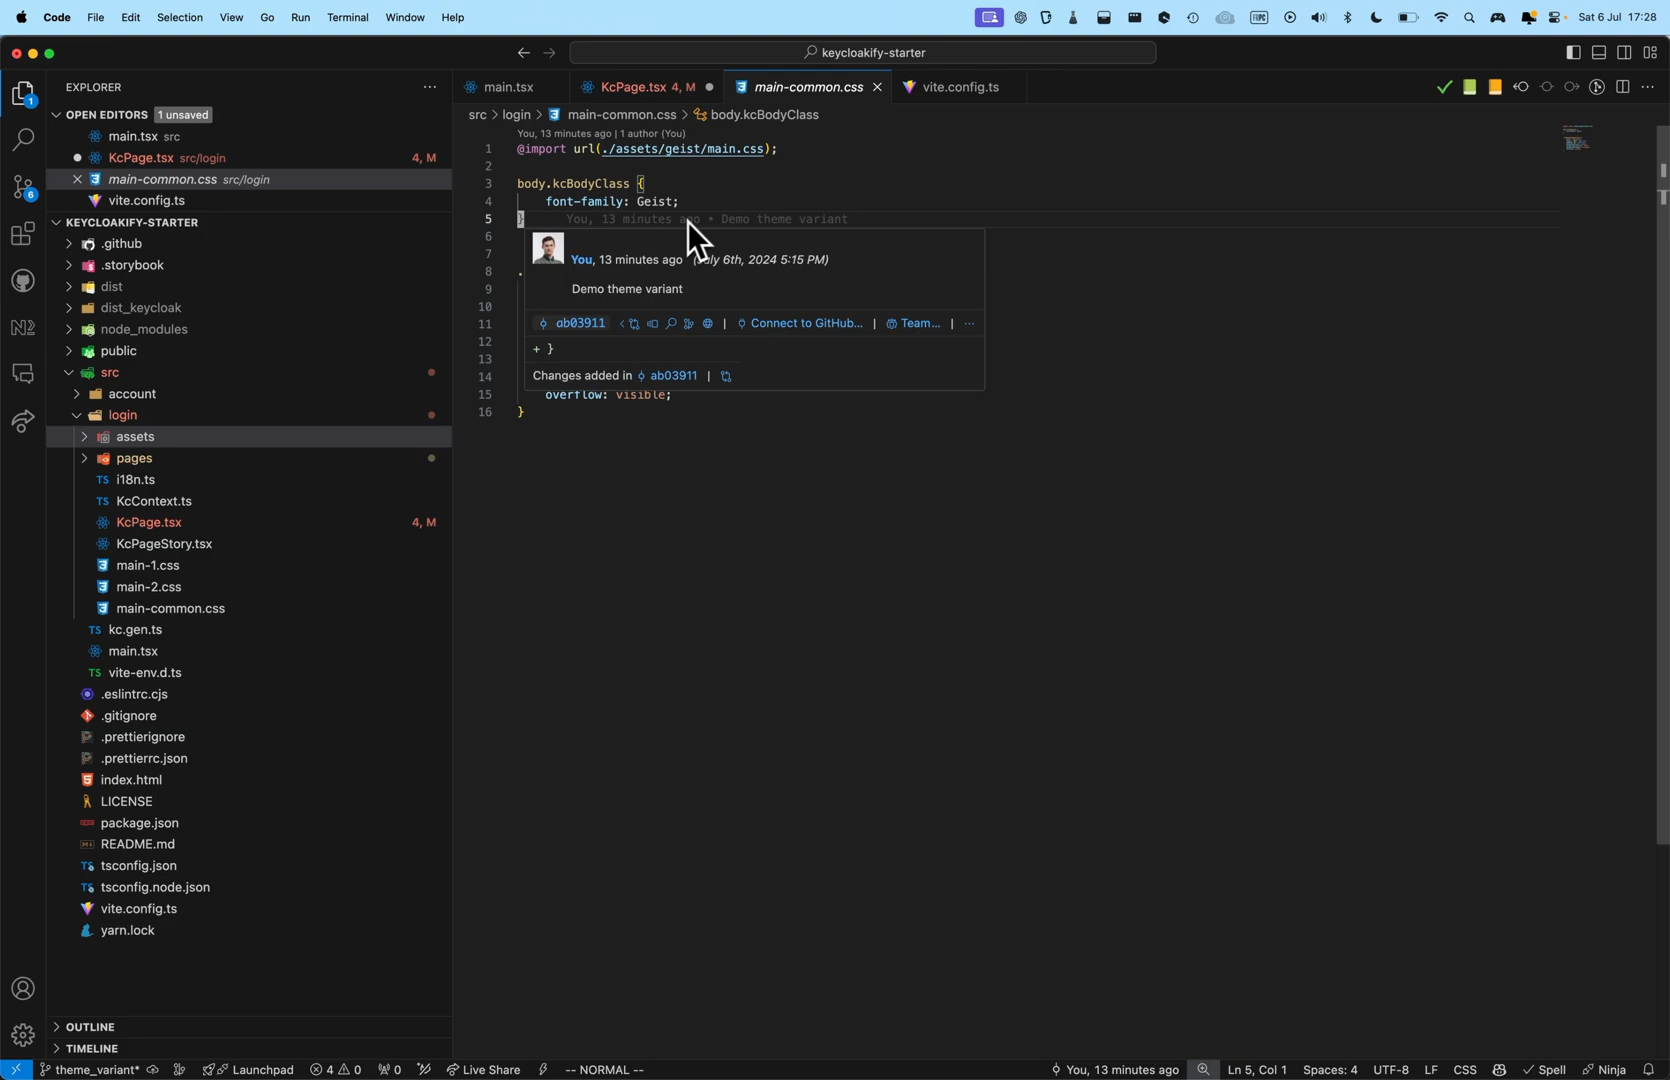 Code File Edit Selection View Go Run Terminal Window Help Sat 6 Jul 17:28
keycloakify-starter
EXPLORER
main.tsx KcPage.tsx 4, M main-common.css vite.config.ts
OPEN EDITORS 1 unsaved
main.tsx src
KcPage.tsx src/login 4, M
main-common.css src/login
vite.config.ts
KEYCLOAKIFY-STARTER
.github
.storybook
dist
dist_keycloak
node_modules
public
src
account
login
assets
pages
i18n.ts
KcContext.ts
KcPage.tsx 4, M
KcPageStory.tsx
main-1.css
main-2.css
main-common.css
kc.gen.ts
main.tsx
vite-env.d.ts
.eslintrc.cjs
.gitignore
.prettierignore
.prettierrc.json
index.html
LICENSE
package.json
README.md
tsconfig.json
tsconfig.node.json
vite.config.ts
yarn.lock
OUTLINE
TIMELINE
src > login > main-common.css > body.kcBodyClass
You, 13 minutes ago | 1 author (You)
1 @import url(./assets/geist/main.css);
2
3 body.kcBodyClass {
4 font-family: Geist;
5 } You, 13 minutes ago • Demo theme variant
6
7
8 .
9
10
11
12
13
14
15 overflow: visible;
16 }
You, 13 minutes ago (July 6th, 2024 5:15 PM)
Demo theme variant
ab03911 | Connect to GitHub... | Team... | ...
+ }
Changes added in ab03911 |
theme_variant* Launchpad 4 0 0 Live Share -- NORMAL -- You, 13 minutes ago Ln 5, Col 1 Spaces: 4 UTF-8 LF CSS Spell Ninja